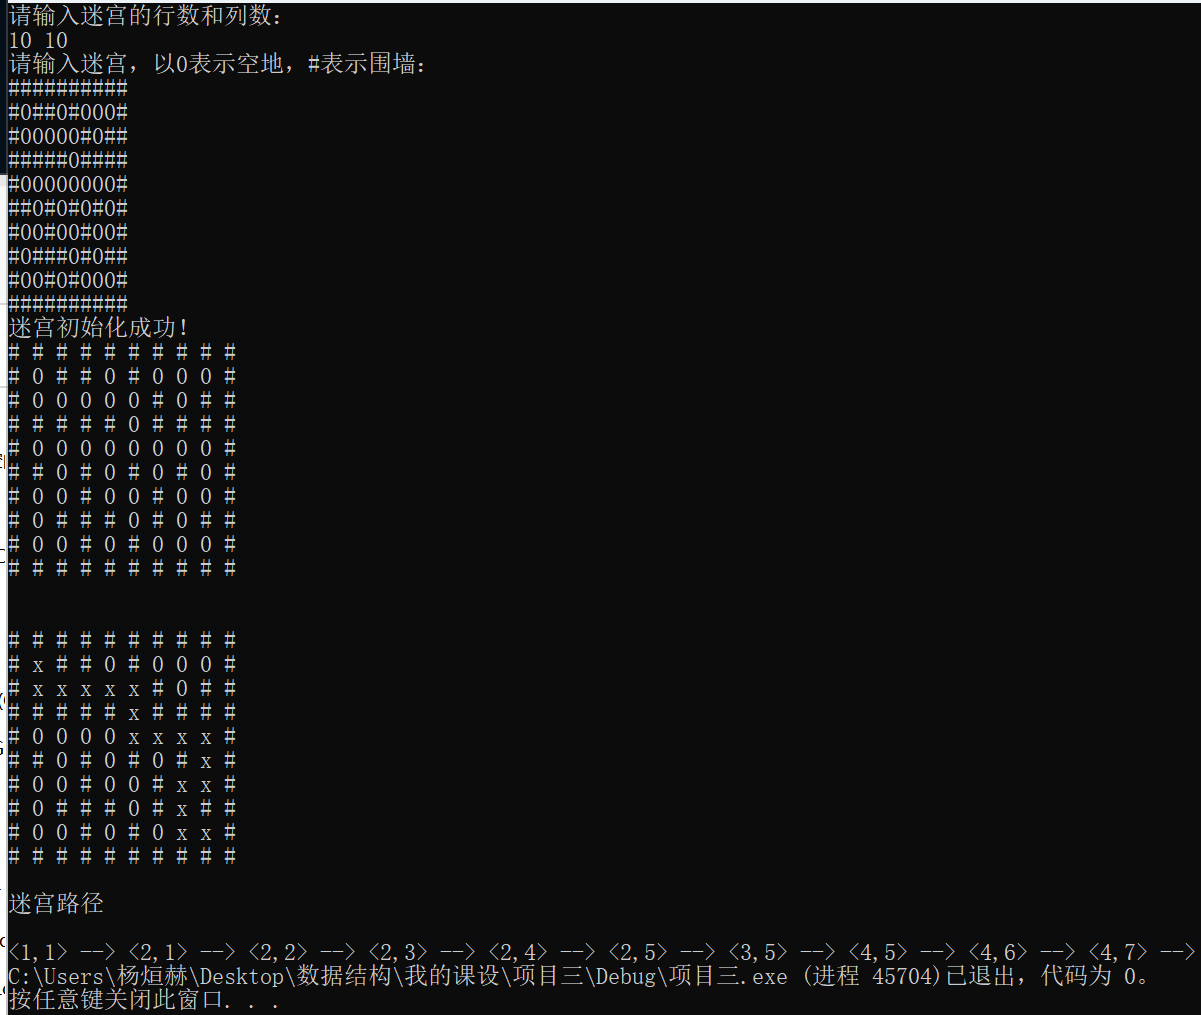 请输入迷宫的行数和列数：
10 10
请输入迷宫，以0表示空地，#表示围墙：
##########
#0##0#000#
#00000#0##
#####0####
#00000000#
##0#0#0#0#
#00#00#00#
#0###0#0##
#00#0#000#
##########
迷宫初始化成功！
# # # # # # # # # #
# 0 # # 0 # 0 0 0 #
# 0 0 0 0 0 # 0 # #
# # # # # 0 # # # #
# 0 0 0 0 0 0 0 0 #
# # 0 # 0 # 0 # 0 #
# 0 0 # 0 0 # 0 0 #
# 0 # # # 0 # 0 # #
# 0 0 # 0 # 0 0 0 #
# # # # # # # # # #
# # # # # # # # # #
# x # # 0 # 0 0 0 #
# x x x x x # 0 # #
# # # # # x # # # #
# 0 0 0 0 x x x x #
# # 0 # 0 # 0 # x #
# 0 0 # 0 0 # x x #
# 0 # # # 0 # x # #
# 0 0 # 0 # 0 x x #
# # # # # # # # # #
迷宫路径
<1,1> --> <2,1> --> <2,2> --> <2,3> --> <2,4> --> <2,5> --> <3,5> --> <4,5> --> <4,6> --> <4,7> -->
C:\Users\杨烜赫\Desktop\数据结构\我的课设\项目三\Debug\项目三.exe (进程 45704)已退出，代码为 0。
按任意键关闭此窗口. . .